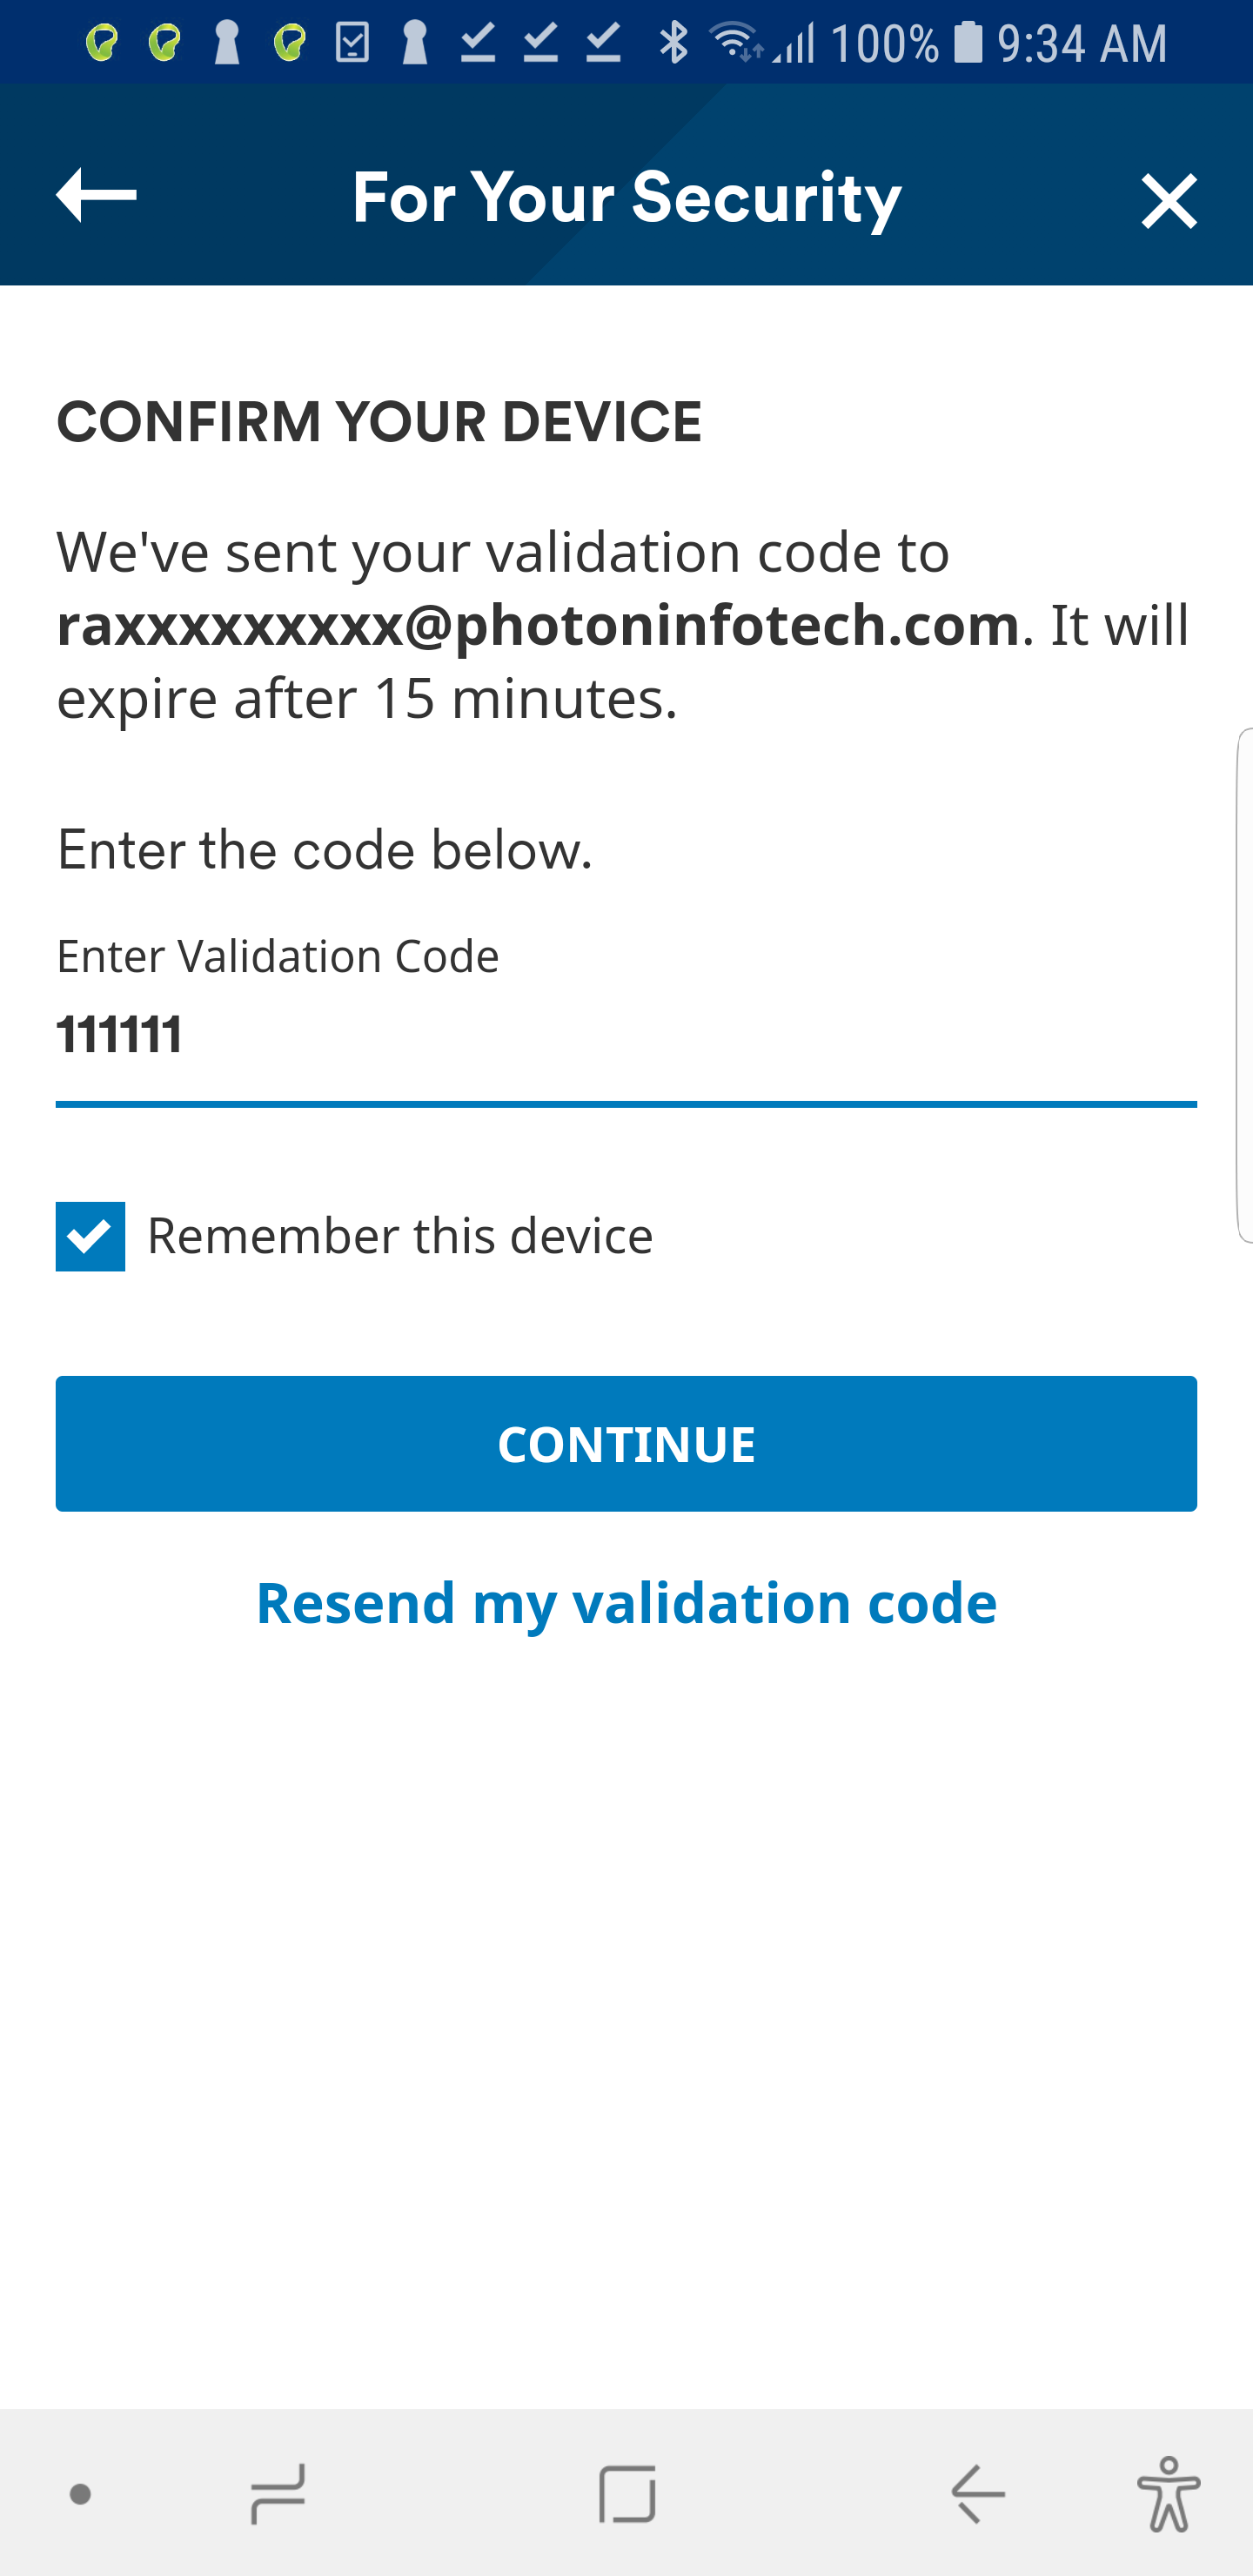 100% 9:34 AM
For Your Security
CONFIRM YOUR DEVICE
We've sent your validation code to
raxxxxxxxxx@photoninfotech.com. It will
expire after 15 minutes.
Enter the code below.
Enter Validation Code
111111
Remember this device
CONTINUE
Resend my validation code